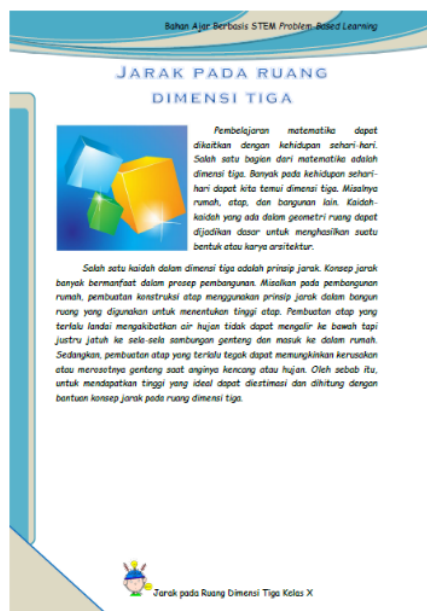 Bahan Ajar Berbasis STEM Problem Based Learning
JARAK PADA RUANG
DIMENSI TIGA
Pembelajaran matematika dapat
dikaitkan dengan kehidupan sehari-hari.
Salah satu bagian dari matematika adalah
dimensi tiga. Banyak pada kehidupan sehari-
hari dapat kita temui dimensi tiga. Misalnya
rumah, atap, dan bangunan lain. Kaidah-
kaidah yang ada dalam geometri ruang dapat
dijadikan dasar untuk menghasilkan suatu
bentuk atau karya arsitektur.
Salah satu kaidah dalam dimensi tiga adalah prinsip jarak. Konsep jarak
banyak bermanfaat dalam prosep pembangunan. Misalkan pada pembangunan
rumah, pembuatan konstruksi atap menggunakan prinsip jarak dalam bangun
ruang yang digunakan untuk menentukan tinggi atap. Pembuatan atap yang
terlalu landai mengakibatkan air hujan tidak dapat mengalir ke bawah tapi
justru jatuh ke sela-sela sambungan genteng dan masuk ke dalam rumah.
Sedangkan, pembuatan atap yang terlalu tegak dapat memungkinkan kerusakan
atau merosotnya genteng saat anginya kencang atau hujan. Oleh sebab itu,
untuk mendapatkan tinggi yang ideal dapat diestimasi dan dihitung dengan
bantuan konsep jarak pada ruang dimensi tiga.
Jarak pada Ruang Dimensi Tiga Kelas X